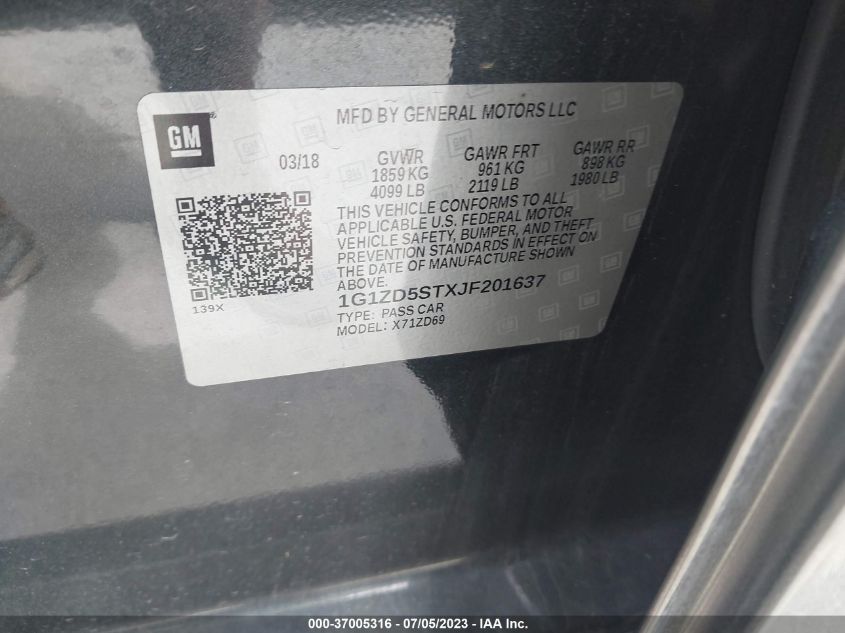 GM
MFD BY GENERAL MOTORS LLC
03/18
GVWR GAWR FRT GAWR RR
1859 KG 961 KG 898 KG
4099 LB 2119 LB 1980 LB
THIS VEHICLE CONFORMS TO ALL
APPLICABLE U.S. FEDERAL MOTOR
VEHICLE SAFETY, BUMPER, AND THEFT
PREVENTION STANDARDS IN EFFECT ON
THE DATE OF MANUFACTURE SHOWN
ABOVE.
1G1ZD5STXJF201637
TYPE: PASS CAR
MODEL: X71ZD69
139X
000-37005316 - 07/05/2023 - IAA Inc.